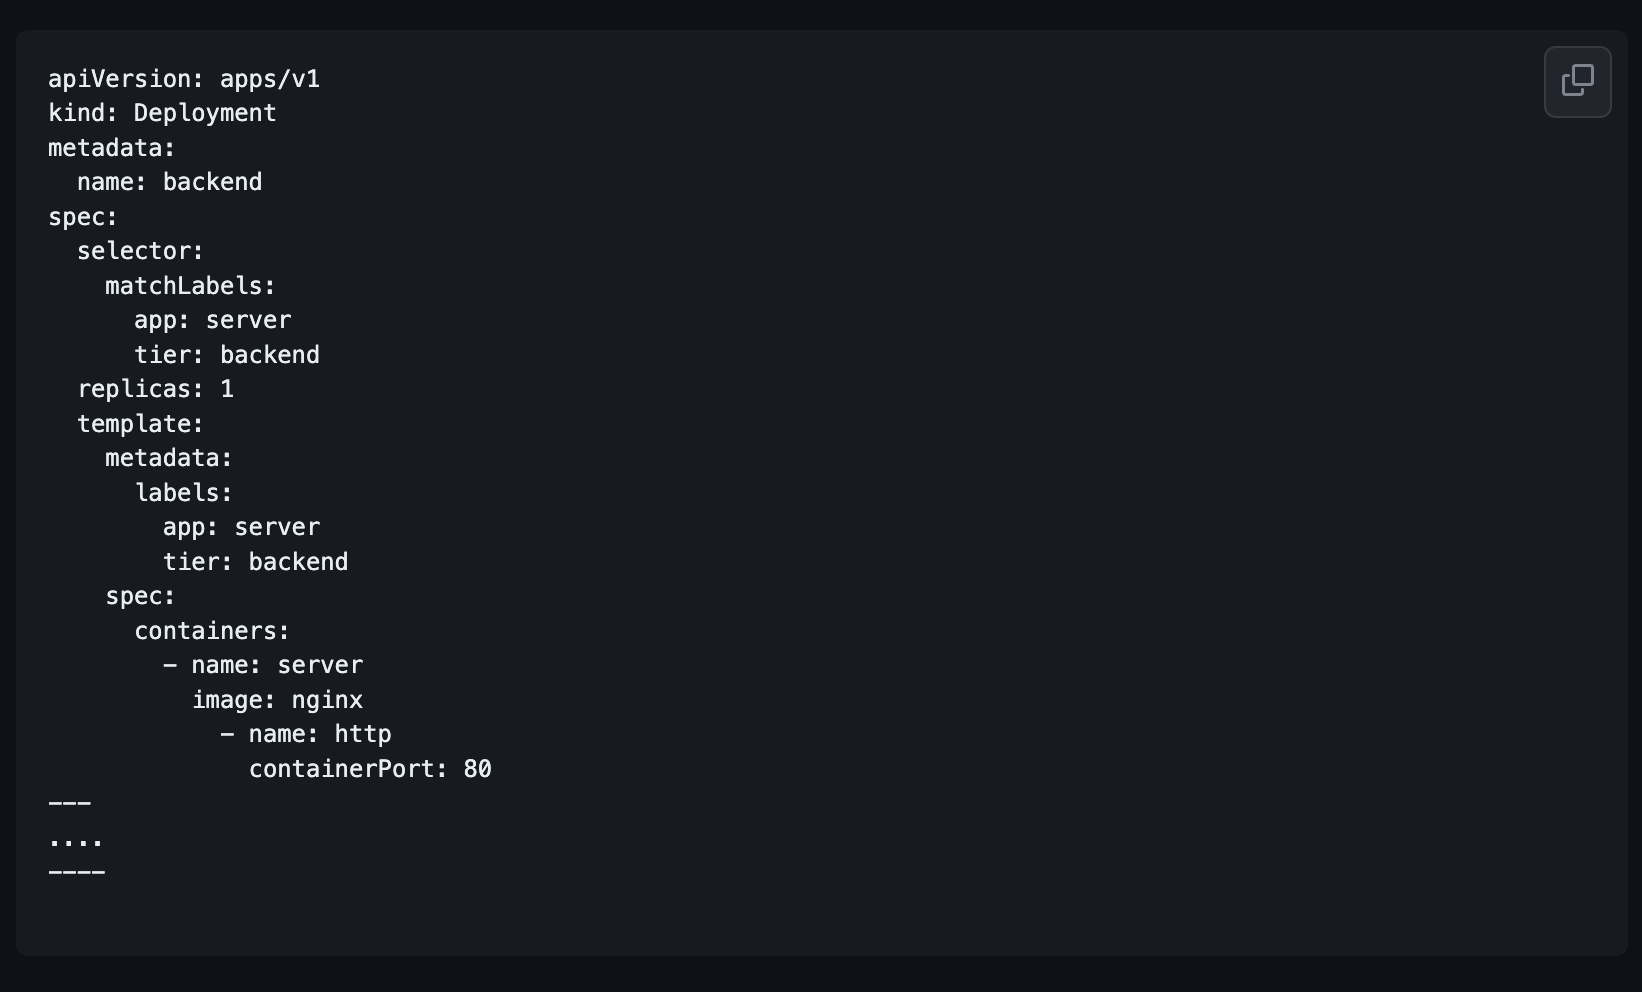 apiVersion: apps/v1
kind: Deployment
metadata:
  name: backend
spec:
  selector:
    matchLabels:
      app: server
      tier: backend
  replicas: 1
  template:
    metadata:
      labels:
        app: server
        tier: backend
    spec:
      containers:
        - name: server
          image: nginx
            - name: http
              containerPort: 80
---
....
----